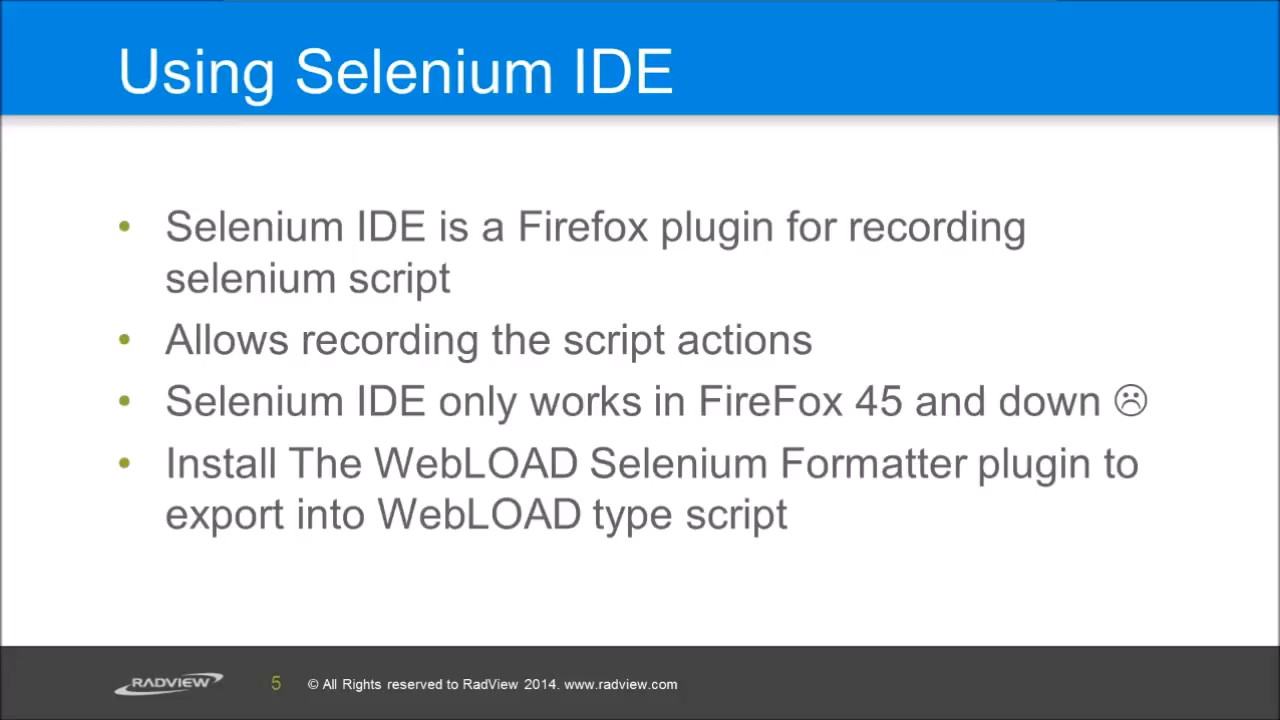 Using Selenium IDE
• Selenium IDE is a Firefox plugin for recording
selenium script
• Allows recording the script actions
• Selenium IDE only works in FireFox 45 and down ☹
• Install The WebLOAD Selenium Formatter plugin to
export into WebLOAD type script
RADVIEW 5 © All Rights reserved to RadView 2014. www.radview.com